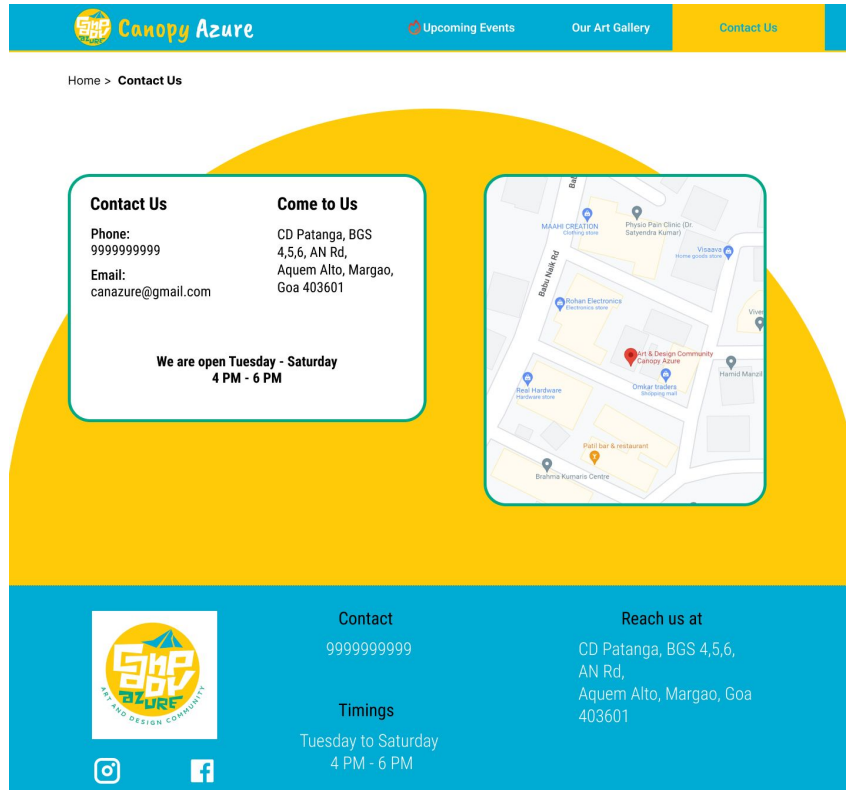 CANOPY AZURE
Canopy Azure
Upcoming Events
Our Art Gallery
Contact Us
Home > Contact Us
Contact Us
Phone:
9999999999
Email:
canazure@gmail.com
Come to Us
CD Patanga, BGS
4,5,6, AN Rd,
Aquem Alto, Margao,
Goa 403601
We are open Tuesday - Saturday
4 PM - 6 PM
MAAHI CREATION
Clothing store
Physio Pain Clinic (Dr.
Satyendra Kumar)
Visaava
Home goods store
Babu Naik Rd
Rohan Electronics
Electronics store
Art & Design Community
Canopy Azure
Hamid Manzil
Real Hardware
Hardware store
Omkar traders
Shopping mall
Patil bar & restaurant
Brahma Kumaris Centre
CANOPY
AZURE
ART AND DESIGN COMMUNITY
Contact
9999999999
Timings
Tuesday to Saturday
4 PM - 6 PM
Reach us at
CD Patanga, BGS 4,5,6,
AN Rd,
Aquem Alto, Margao, Goa
403601